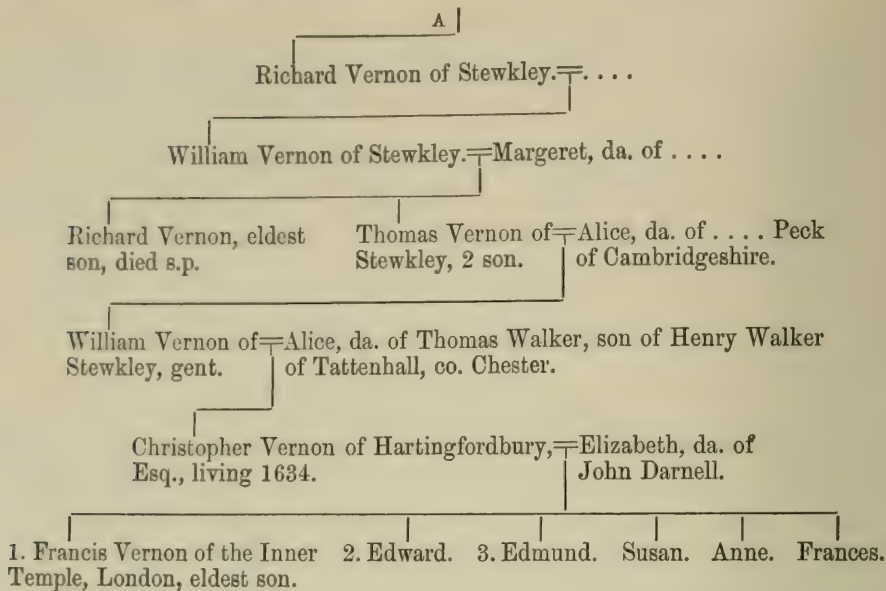 A
Richard Vernon of Stewkley.=. . . .
William Vernon of Stewkley.=Margeret, da. of . . . .
Richard Vernon, eldest
son, died s.p.
Thomas Vernon of=Alice, da. of . . . . Peck
Stewkley, 2 son.
of Cambridgeshire.
William Vernon of=Alice, da. of Thomas Walker, son of Henry Walker
Stewkley, gent.
of Tattenhall, co. Chester.
Christopher Vernon of Hartingfordbury,=Elizabeth, da. of
Esq., living 1634.
John Darnell.
1. Francis Vernon of the Inner
Temple, London, eldest son.
2. Edward.
3. Edmund.
Susan.
Anne.
Frances.